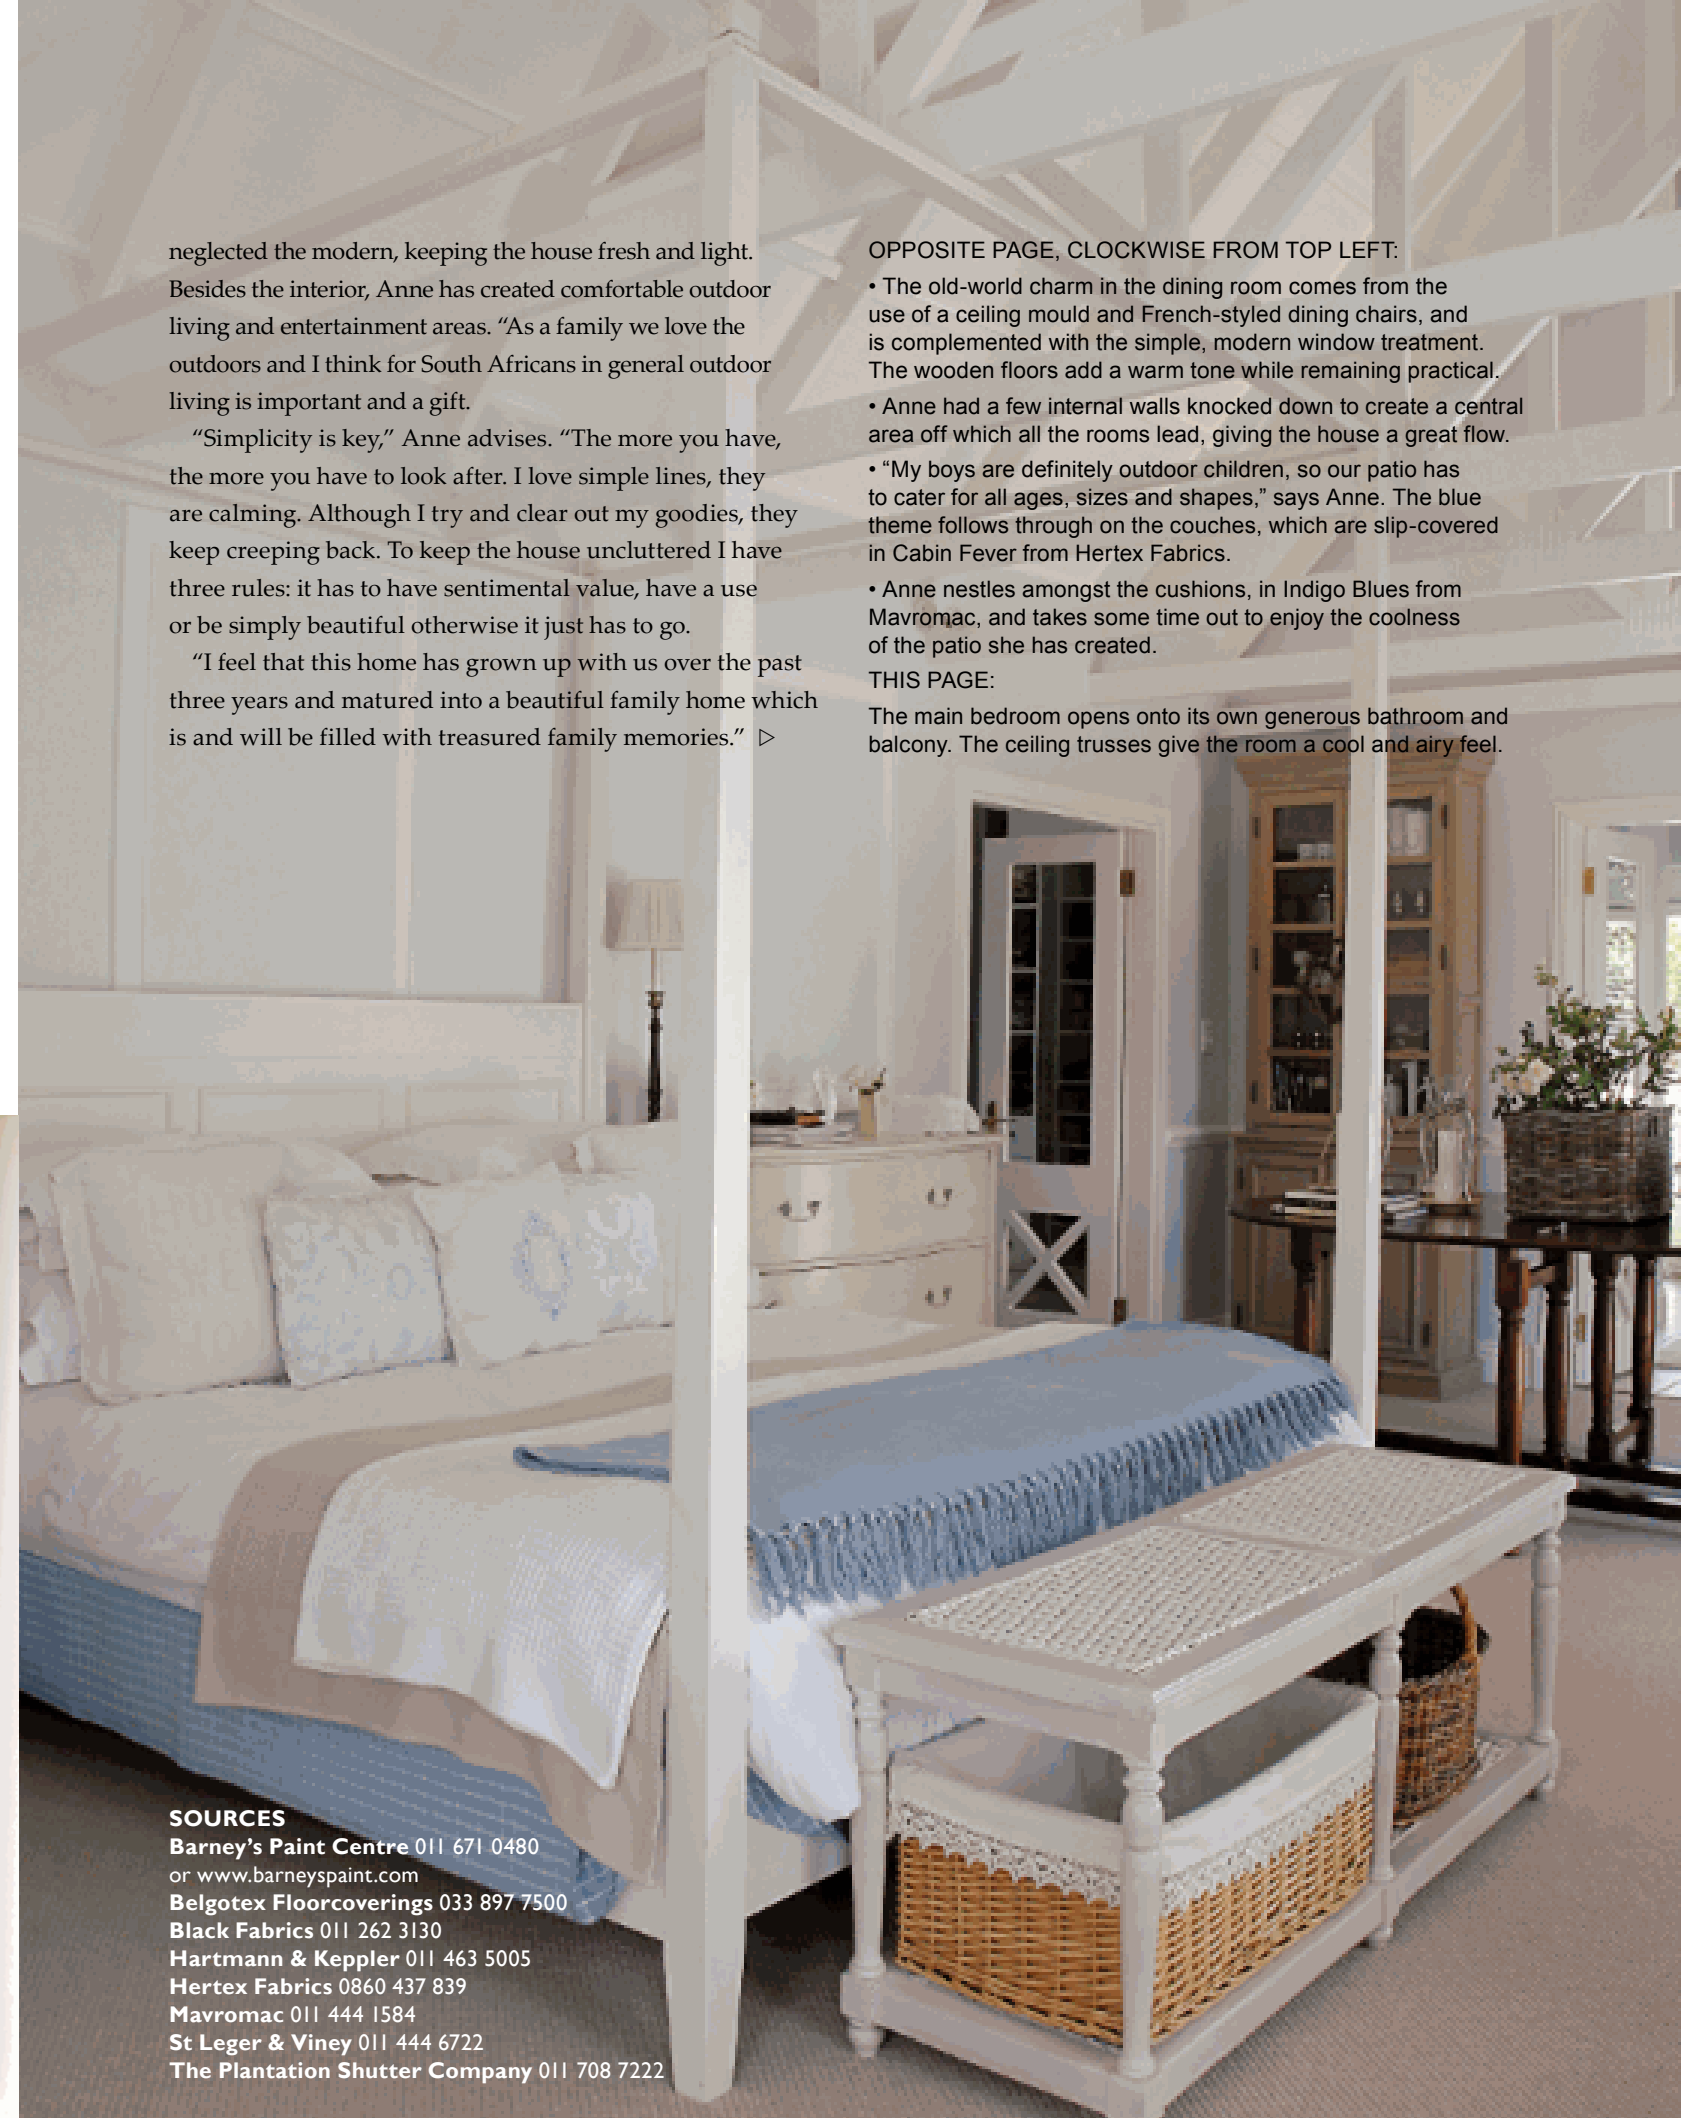 neglected the modern, keeping the house fresh and light.
Besides the interior, Anne has created comfortable outdoor
living and entertainment areas. “As a family we love the
outdoors and I think for South Africans in general outdoor
living is important and a gift.
“Simplicity is key,” Anne advises. “The more you have,
the more you have to look after. I love simple lines, they
are calming. Although I try and clear out my goodies, they
keep creeping back. To keep the house uncluttered I have
three rules: it has to have sentimental value, have a use
or be simply beautiful otherwise it just has to go.
“I feel that this home has grown up with us over the past
three years and matured into a beautiful family home which
is and will be filled with treasured family memories.” ▷
OPPOSITE PAGE, CLOCKWISE FROM TOP LEFT:
• The old-world charm in the dining room comes from the
use of a ceiling mould and French-styled dining chairs, and
is complemented with the simple, modern window treatment.
The wooden floors add a warm tone while remaining practical.
• Anne had a few internal walls knocked down to create a central
area off which all the rooms lead, giving the house a great flow.
• “My boys are definitely outdoor children, so our patio has
to cater for all ages, sizes and shapes,” says Anne. The blue
theme follows through on the couches, which are slip-covered
in Cabin Fever from Hertex Fabrics.
• Anne nestles amongst the cushions, in Indigo Blues from
Mavromac, and takes some time out to enjoy the coolness
of the patio she has created.
THIS PAGE:
The main bedroom opens onto its own generous bathroom and
balcony. The ceiling trusses give the room a cool and airy feel.
SOURCES
Barney’s Paint Centre 011 671 0480
or www.barneyspaint.com
Belgotex Floorcoverings 033 897 7500
Black Fabrics 011 262 3130
Hartmann & Keppler 011 463 5005
Hertex Fabrics 0860 437 839
Mavromac 011 444 1584
St Leger & Viney 011 444 6722
The Plantation Shutter Company 011 708 7222